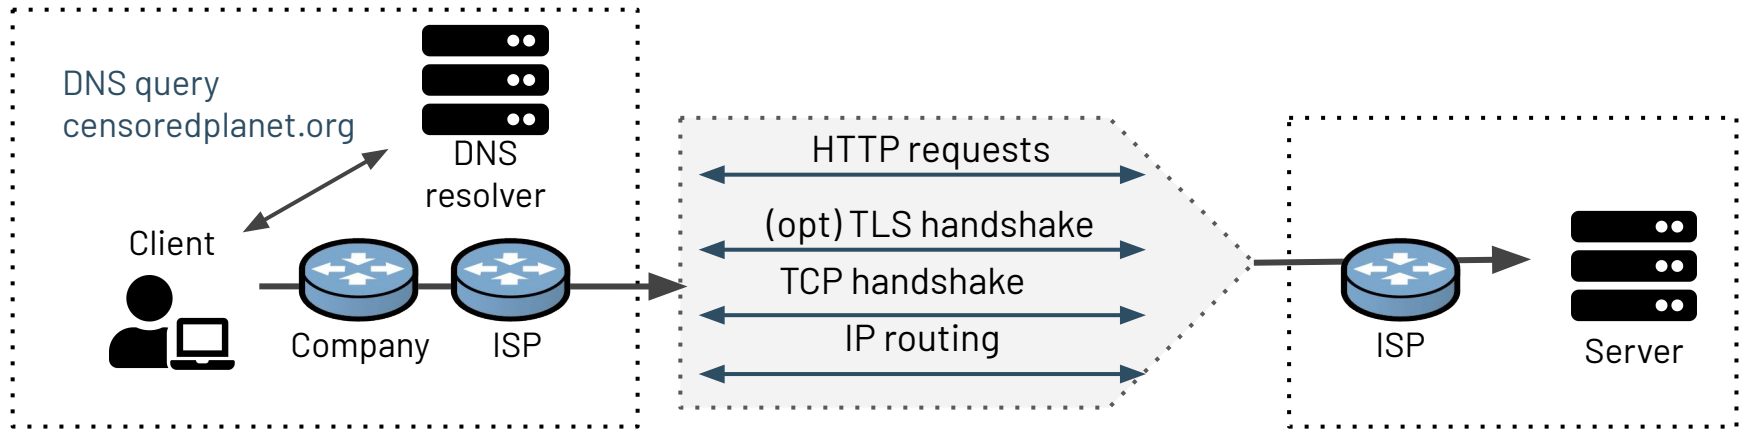 DNS query
censoredplanet.org
DNS
resolver
Client
Company
ISP
HTTP requests
(opt) TLS handshake
TCP handshake
IP routing
ISP
Server